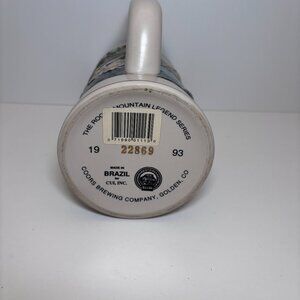 THE ROCKY MOUNTAIN LEGEND SERIES
19 22869 93
MADE IN
BRAZIL
for
CUI, INC.
COORS BREWING COMPANY, GOLDEN, CO